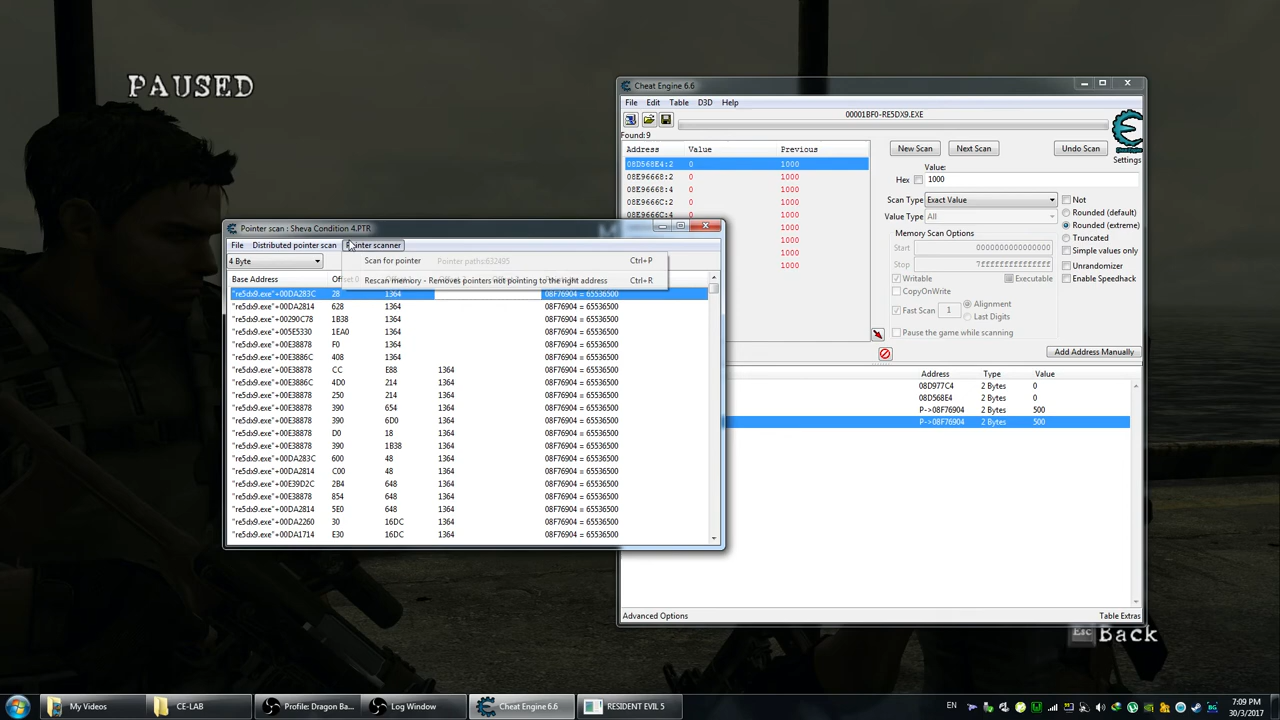 PAUSED
Cheat Engine 6.6
File Edit Table D3D Help
00001BF0-RE5DX9.EXE
Found:9
Address Value Previous
08D568E4:2 0 1000
08E96668:2 0 1000
08E96668:4 0 1000
08E9666C:2 0 1000
08E9666C:4 0 1000
1000
1000
1000
1000
New Scan Next Scan Undo Scan
Settings
Value:
Hex 1000
Scan Type Exact Value Not
Value Type All
Rounded (default)
Rounded (extreme)
Truncated
Simple values only
Unrandomizer
Enable Speedhack
Memory Scan Options
Start 0000000000000000
Stop 7fffffffffffffff
Writable Executable
CopyOnWrite
Fast Scan 1 Alignment
Last Digits
Pause the game while scanning
Add Address Manually
Address Type Value
08D977C4 2 Bytes 0
08D568E4 2 Bytes 0
P->08F76904 2 Bytes 500
P->08F76904 2 Bytes 500
Advanced Options Table Extras
Pointer scan : Sheva Condition 4.PTR
File Distributed pointer scan Pointer scanner
4 Byte Pointer paths:632495
Scan for pointer Ctrl+P
Rescan memory - Removes pointers not pointing to the right address Ctrl+R
Base Address
"re5dx9.exe"+00DA283C 28 1364 08F76904 = 65536500
"re5dx9.exe"+00DA2814 628 1364 08F76904 = 65536500
"re5dx9.exe"+00290C78 1B38 1364 08F76904 = 65536500
"re5dx9.exe"+005E5330 1EA0 1364 08F76904 = 65536500
"re5dx9.exe"+00E38878 F0 1364 08F76904 = 65536500
"re5dx9.exe"+00E3886C 408 1364 08F76904 = 65536500
"re5dx9.exe"+00E38878 CC E88 1364 08F76904 = 65536500
"re5dx9.exe"+00E3886C 4D0 214 1364 08F76904 = 65536500
"re5dx9.exe"+00E38878 250 214 1364 08F76904 = 65536500
"re5dx9.exe"+00E38878 390 654 1364 08F76904 = 65536500
"re5dx9.exe"+00E38878 390 6D0 1364 08F76904 = 65536500
"re5dx9.exe"+00E38878 D0 18 1364 08F76904 = 65536500
"re5dx9.exe"+00E38878 390 1B38 1364 08F76904 = 65536500
"re5dx9.exe"+00DA283C 600 48 1364 08F76904 = 65536500
"re5dx9.exe"+00DA2814 C00 48 1364 08F76904 = 65536500
"re5dx9.exe"+00E39D2C 2B4 648 1364 08F76904 = 65536500
"re5dx9.exe"+00E38878 854 648 1364 08F76904 = 65536500
"re5dx9.exe"+00DA2814 5E0 648 1364 08F76904 = 65536500
"re5dx9.exe"+00DA2260 30 16DC 1364 08F76904 = 65536500
"re5dx9.exe"+00DA1714 E30 16DC 1364 08F76904 = 65536500
Esc Back
My Videos CE-LAB Profile: Dragon Ba... Log Window Cheat Engine 6.6 RESIDENT EVIL 5
EN
7:09 PM
30/3/2017